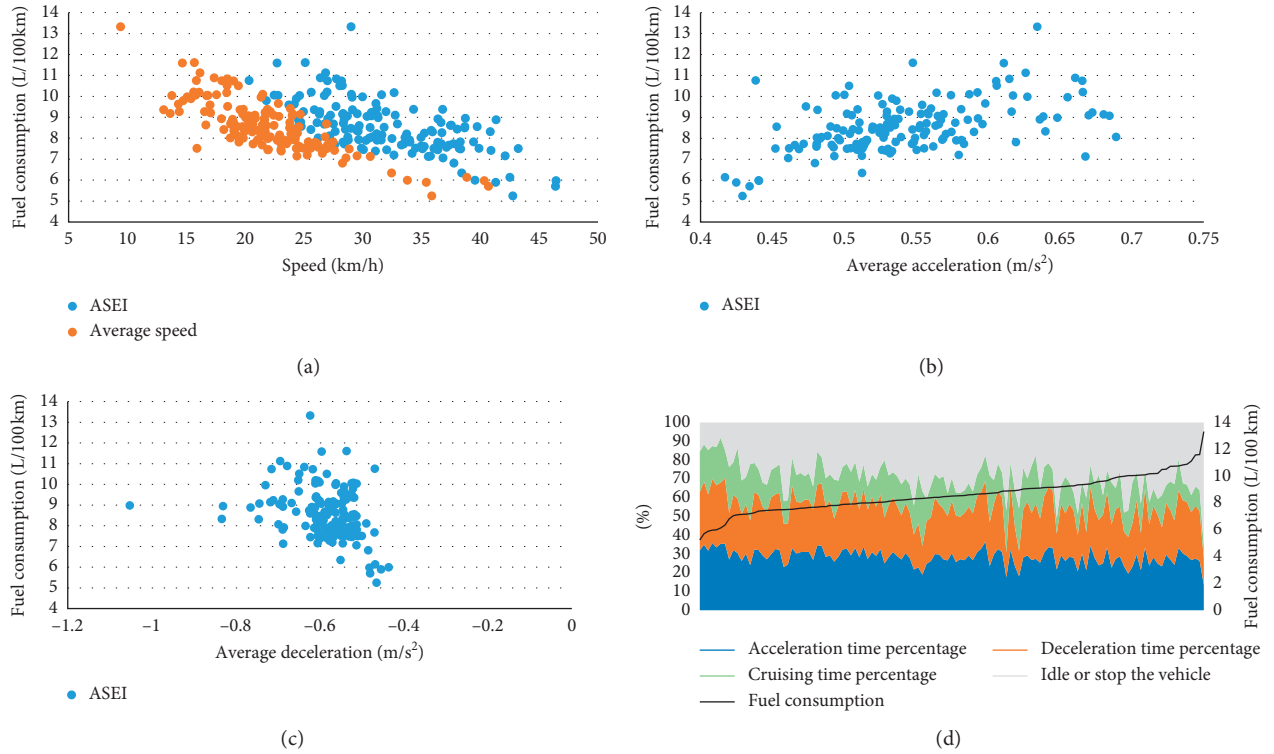 14
13
12
11
10
9
8
7
6
5
4
Fuel consumption (L/100km)
5 10 15 20 25 30 35 40 45 50
Speed (km/h)
ASEI
Average speed
(a)
14
13
12
11
10
9
8
7
6
5
4
Fuel consumption (L/100km)
0.4 0.45 0.5 0.55 0.6 0.65 0.7 0.75
Average acceleration (m/s²)
ASEI
(b)
14
13
12
11
10
9
8
7
6
5
4
Fuel consumption (L/100km)
–1.2 –1 –0.8 –0.6 –0.4 –0.2 0
Average deceleration (m/s²)
ASEI
(c)
100
90
80
70
60
50
40
30
20
10
0
(%)
14
12
10
8
6
4
2
0
Fuel consumption (L/100 km)
Acceleration time percentage Deceleration time percentage
Cruising time percentage Idle or stop the vehicle
Fuel consumption
(d)